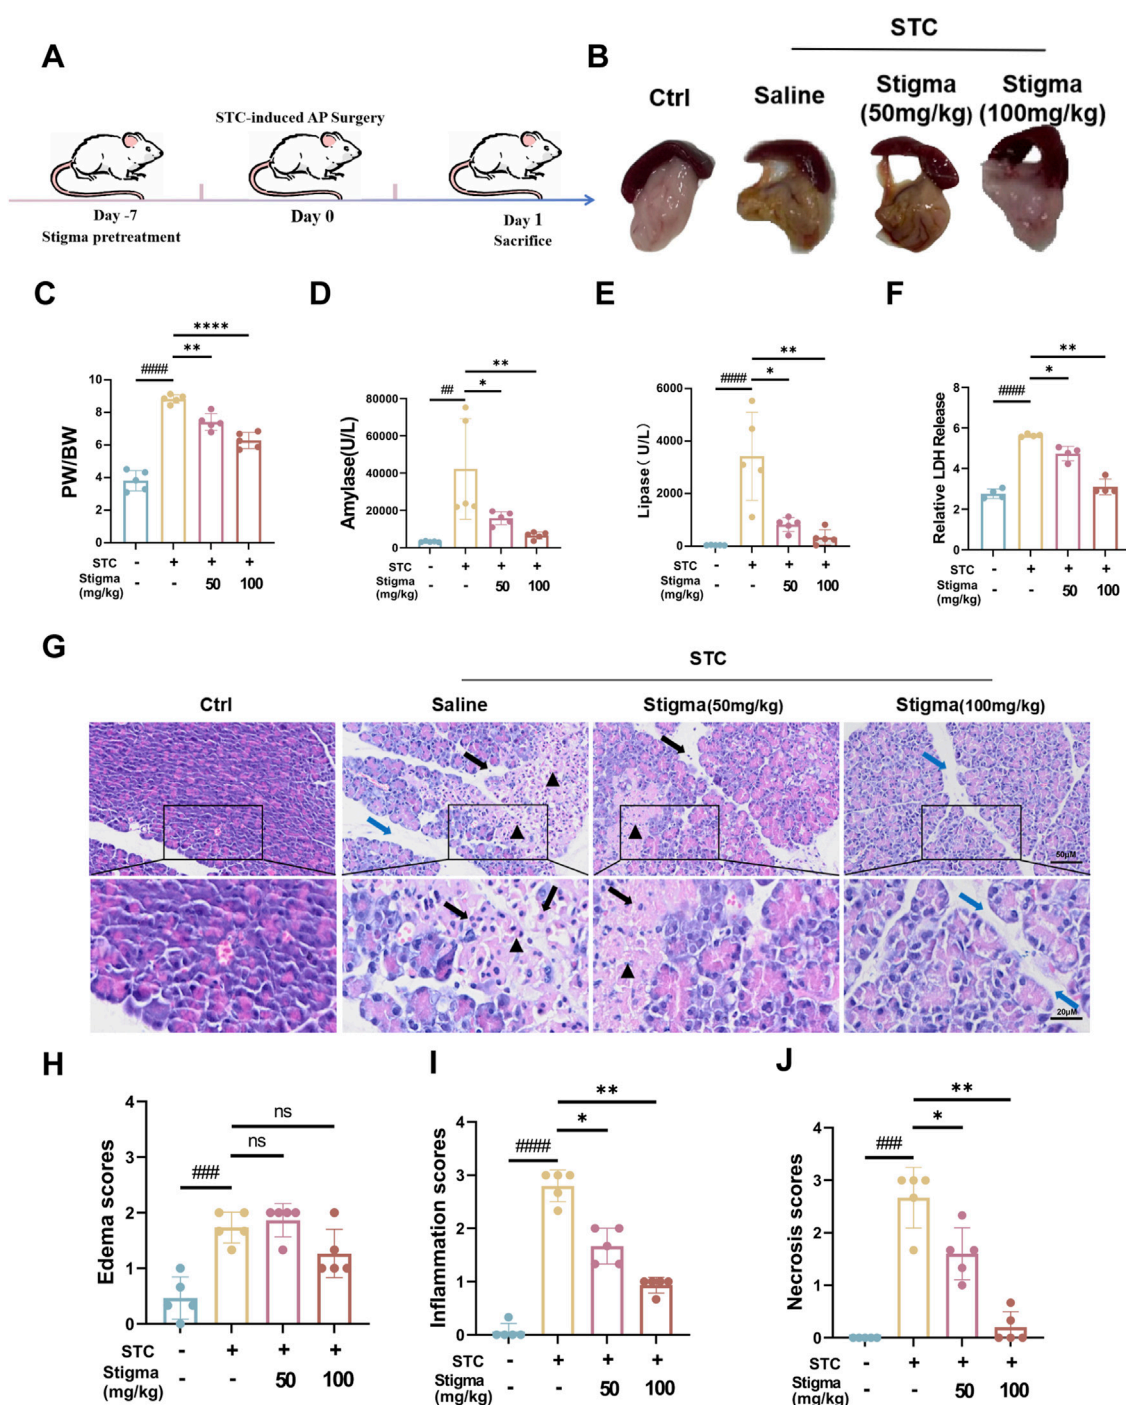 A
STC-induced AP Surgery
Day -7
Stigma pretreatment
Day 0
Day 1
Sacrifice
B
STC
Ctrl
Saline
Stigma
(50mg/kg)
Stigma
(100mg/kg)
C
PW/BW
10
8
6
4
2
0
####
**
****
STC - + + +
Stigma
(mg/kg) - - 50 100
D
Amylase(U/L)
80000
60000
40000
20000
0
##
*
**
STC - + + +
Stigma
(mg/kg) - - 50 100
E
Lipase( U/L)
6000
4000
2000
0
####
*
**
STC - + + +
Stigma
(mg/kg) - - 50 100
F
Relative LDH Release
8
6
4
2
0
####
*
**
STC - + + +
Stigma
(mg/kg) - - 50 100
G
STC
Ctrl
Saline
Stigma(50mg/kg)
Stigma(100mg/kg)
50μM
20μM
H
Edema scores
4
3
2
1
0
###
ns
ns
STC - + + +
Stigma
(mg/kg) - - 50 100
I
Inflammation scores
4
3
2
1
0
####
*
**
STC - + + +
Stigma
(mg/kg) - - 50 100
J
Necrosis scores
4
3
2
1
0
###
*
**
STC - + + +
Stigma
(mg/kg) - - 50 100